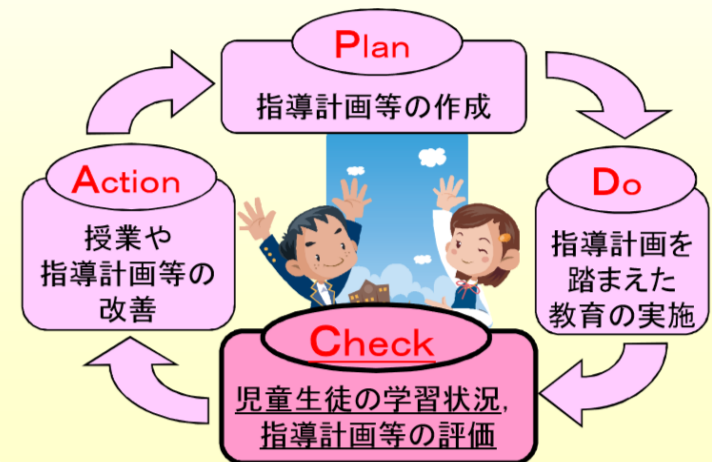 Plan
指導計画等の作成
Do
指導計画を
踏まえた
教育の実施
Check
児童生徒の学習状況,
指導計画等の評価
Action
授業や
指導計画等の
改善